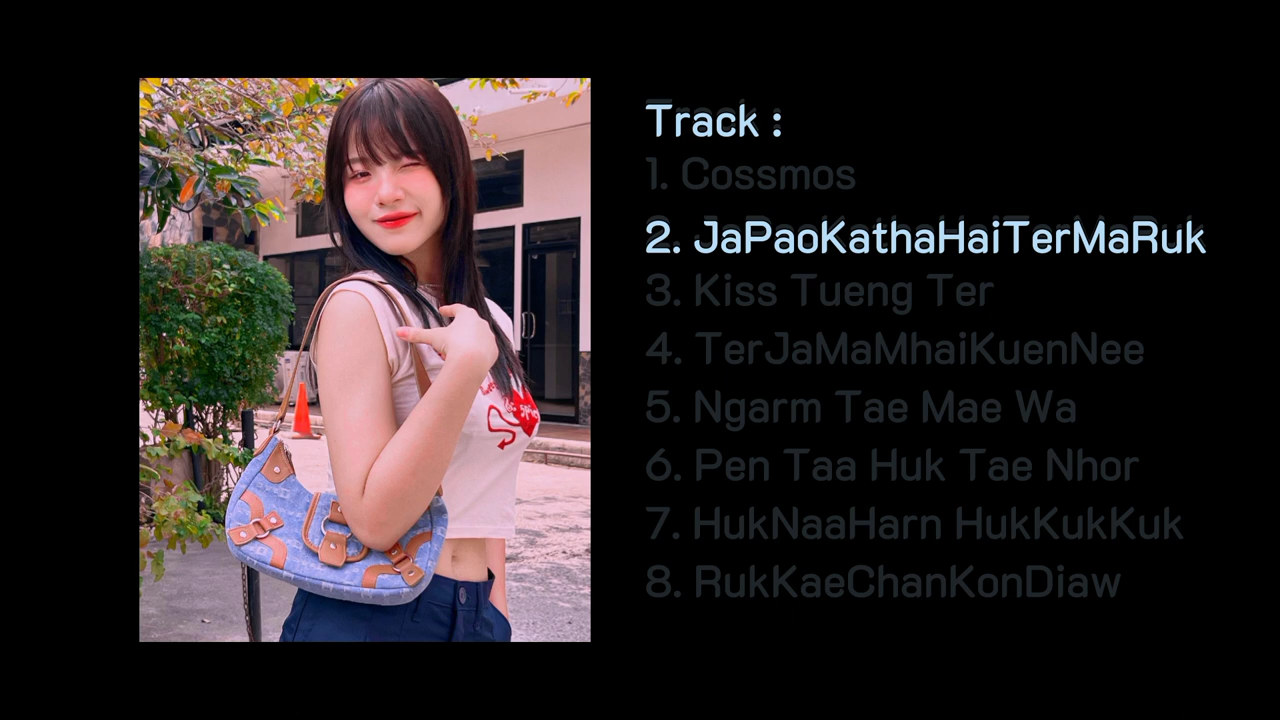 Track :
1. Cossmos
2. JaPaoKathaHaiTerMaRuk
3. Kiss Tueng Ter
4. TerJaMaMhaiKuenNee
5. Ngarm Tae Mae Wa
6. Pen Taa Huk Tae Nhor
7. HukNaaHarn HukKukKuk
8. RukKaeChanKonDiaw